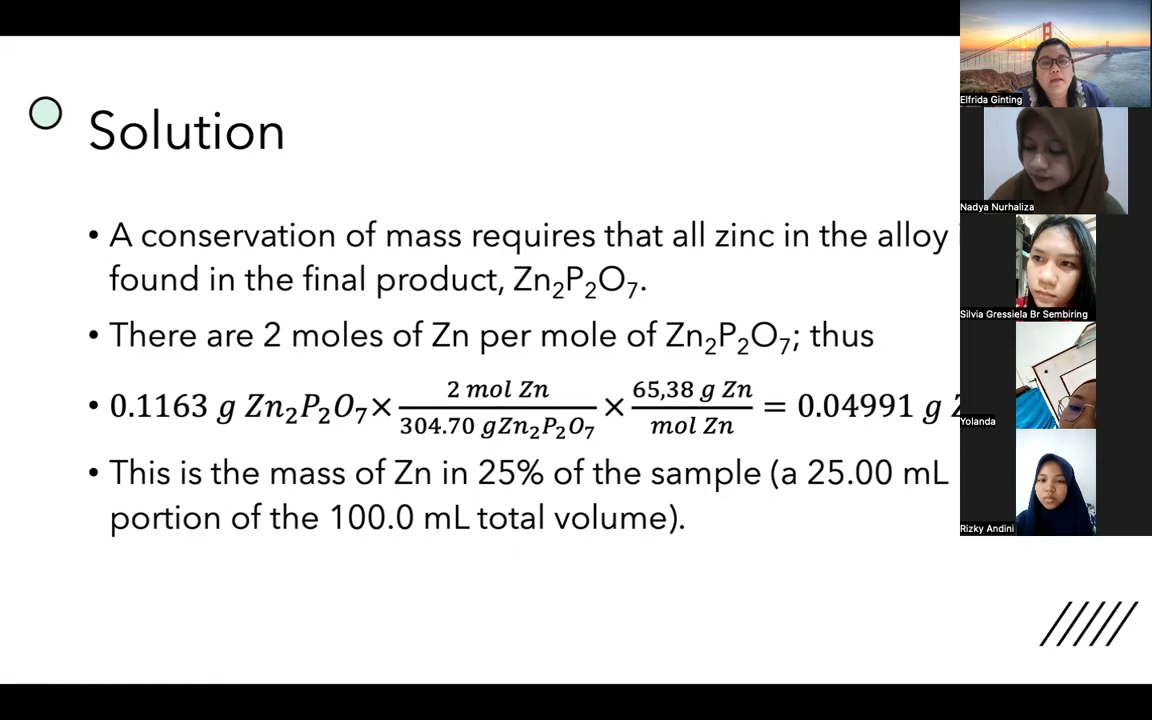 Solution
• A conservation of mass requires that all zinc in the alloy
found in the final product, Zn₂P₂O₇.
• There are 2 moles of Zn per mole of Zn₂P₂O₇; thus
• 0.1163 g Zn₂P₂O₇ × (2 mol Zn / 304.70 gZn₂P₂O₇) × (65,38 g Zn / mol Zn) = 0.04991 g
• This is the mass of Zn in 25% of the sample (a 25.00 mL
portion of the 100.0 mL total volume).
Elfrida Ginting
Nadya Nurhaliza
Silvia Gressiela Br Sembiring
Yolanda
Rizky Andini